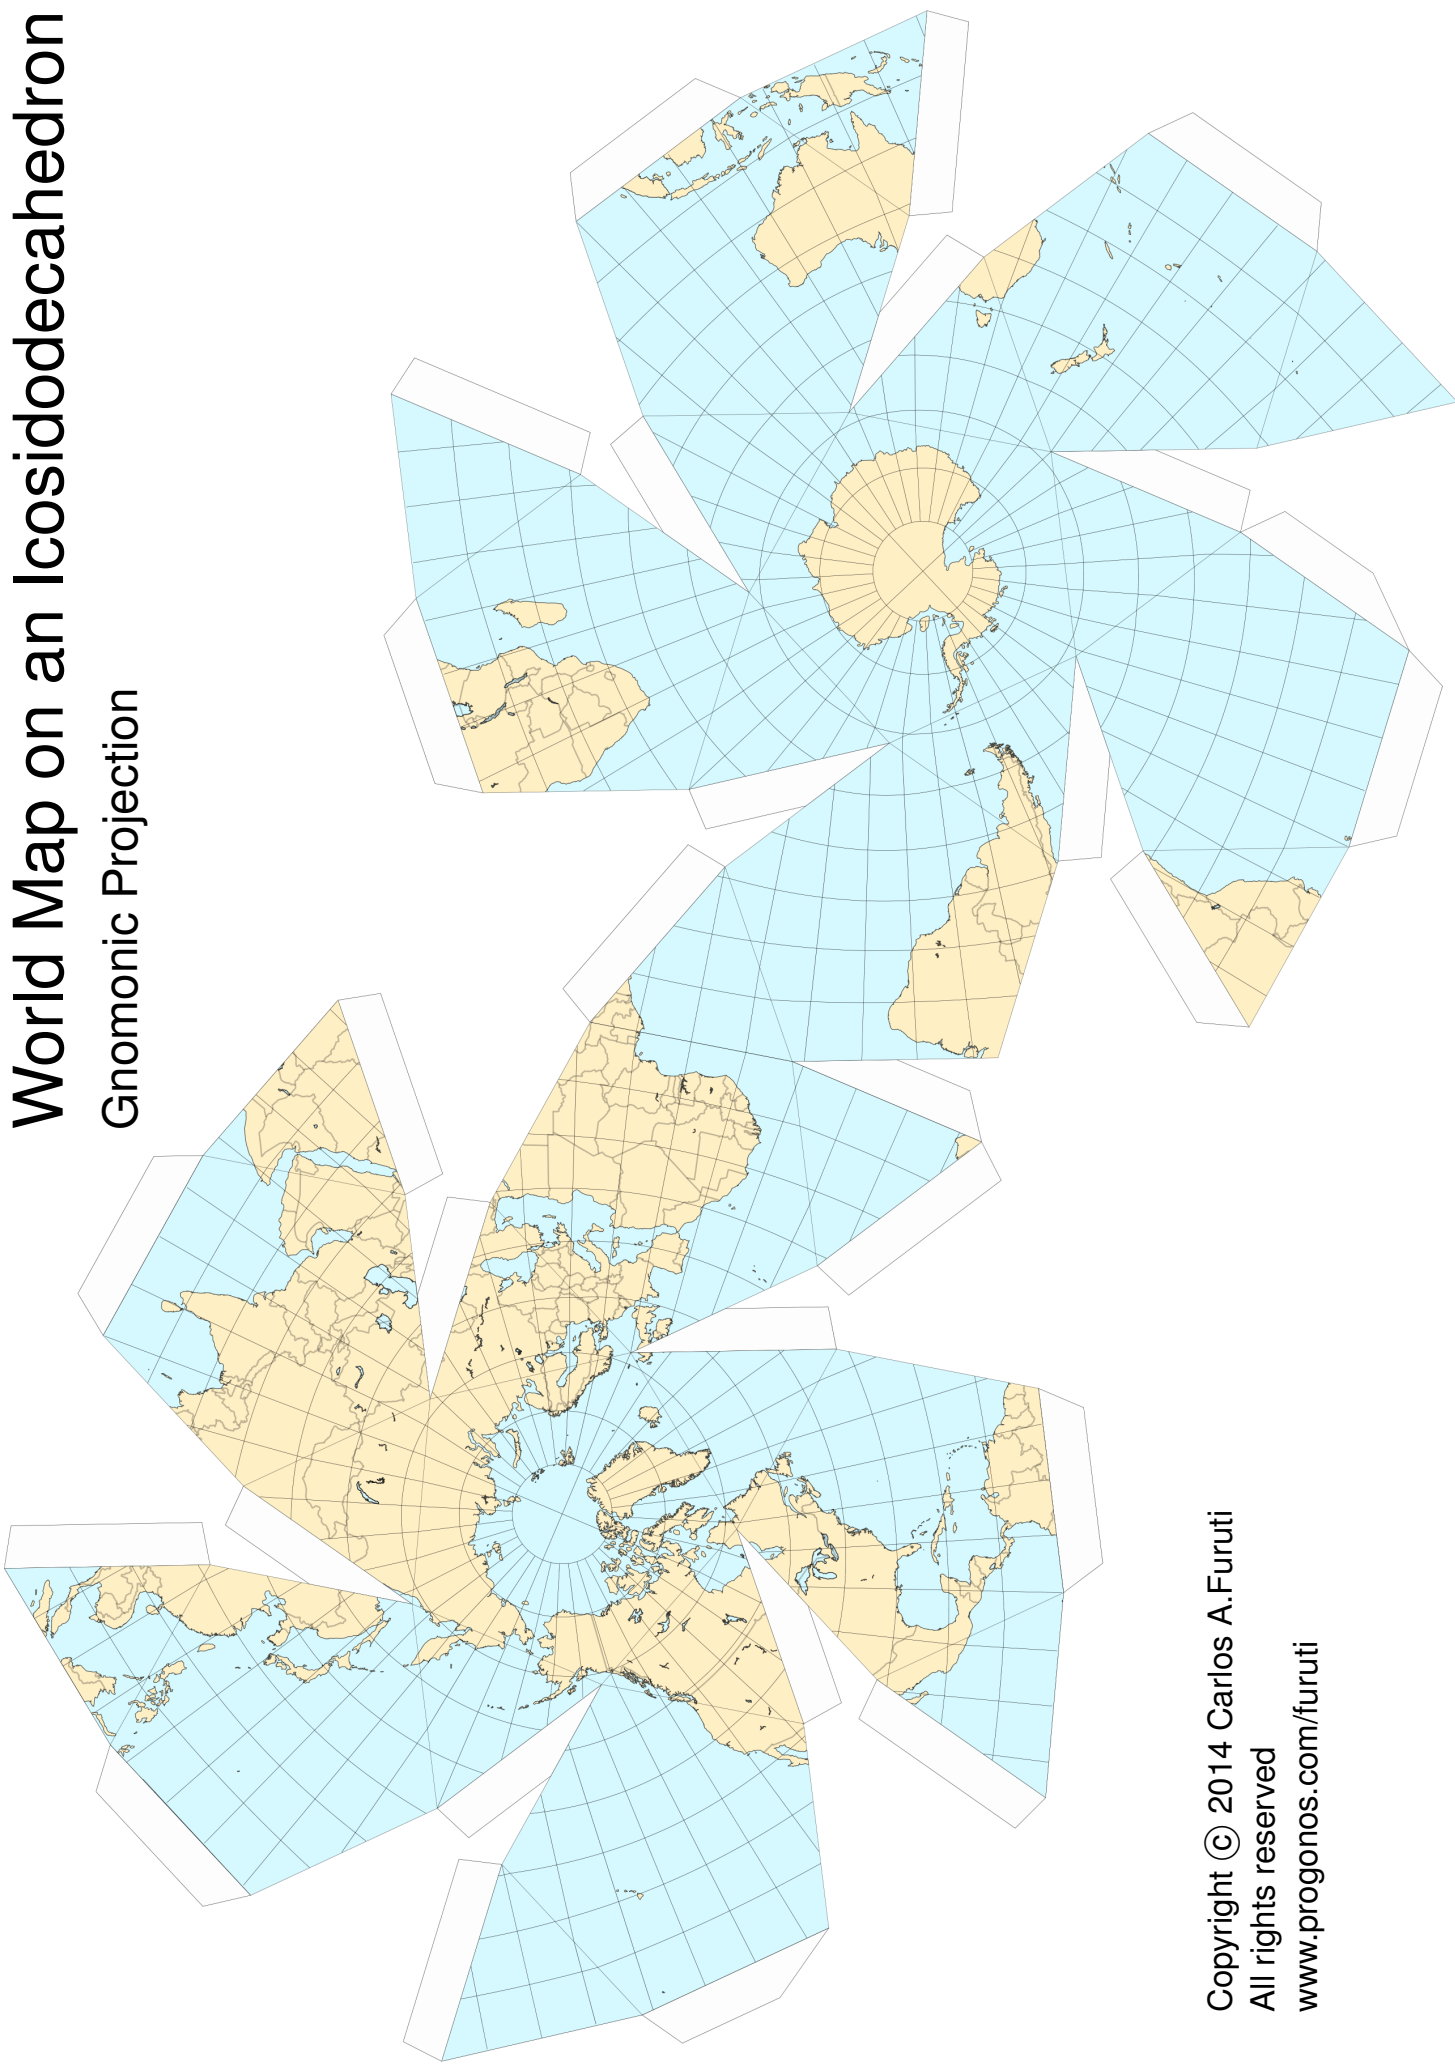 World Map on an Icosidodecahedron
Gnomonic Projection
Copyright © 2014 Carlos A.Furuti
All rights reserved
www.progonos.com/furuti